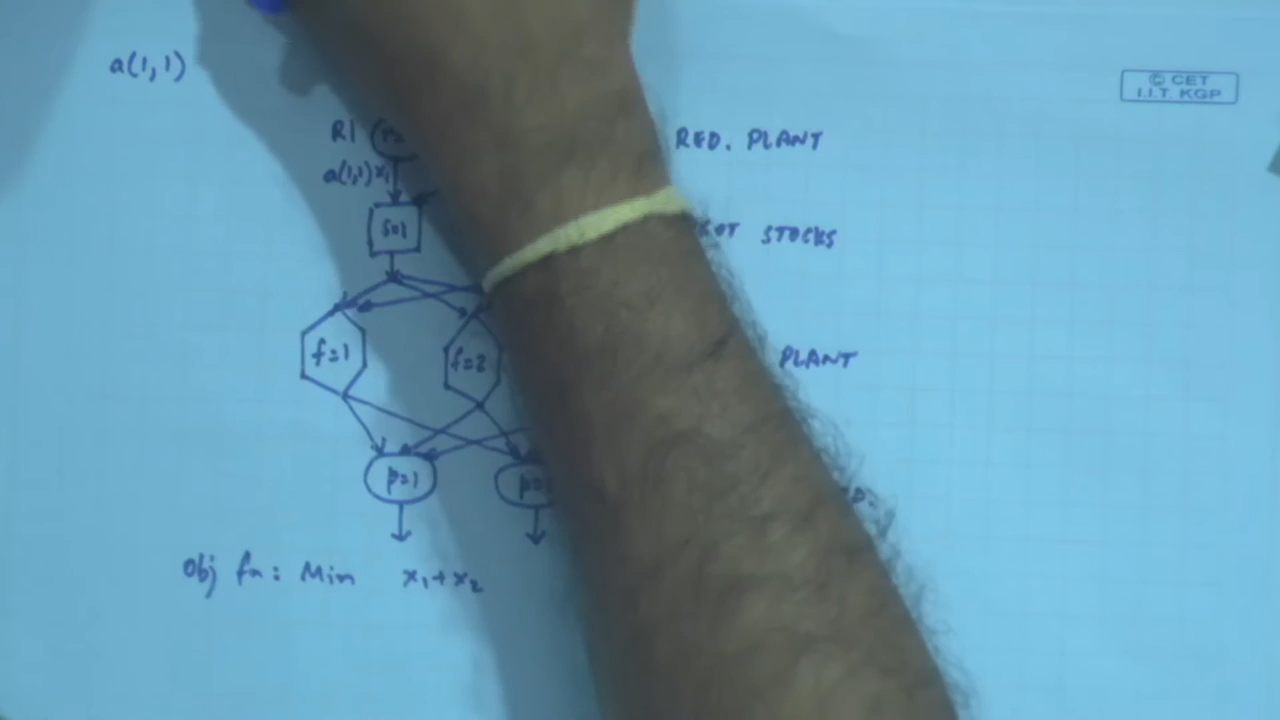 a(1,1)
© CET
I.I.T. KGP
R1
RED. PLANT
a(1,1)x₁
S=1
STOCKS
f=1
f=2
PLANT
p=1
Obj fn: Min x₁+x₂